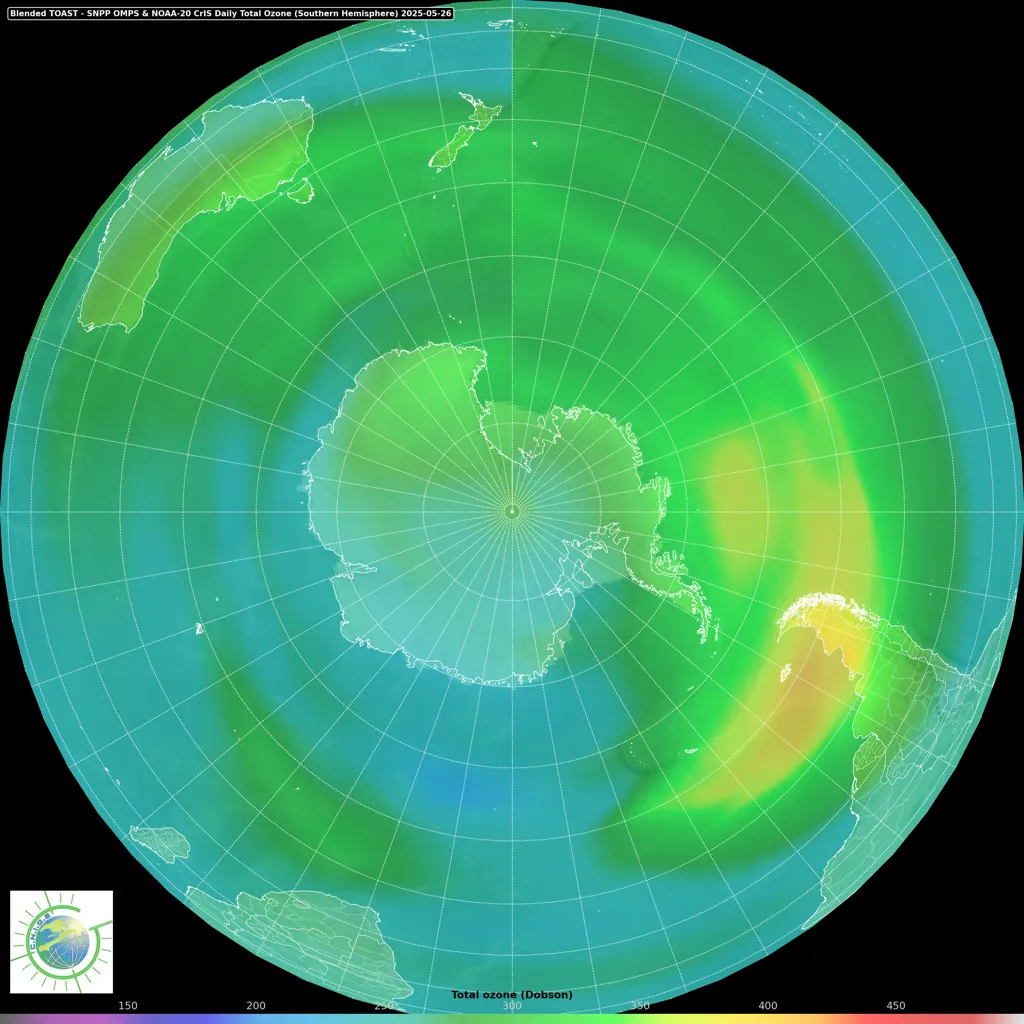 Blended TOAST - SNPP OMPS & NOAA-20 CrIS Daily Total Ozone (Southern Hemisphere) 2025-05-26
Total ozone (Dobson)
150 200 250 300 350 400 450